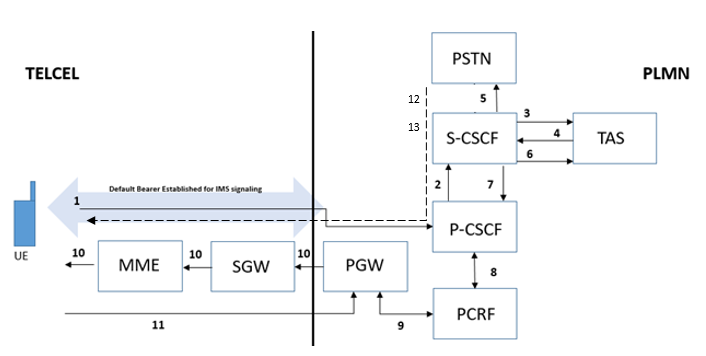 PSTN
TELCEL
PLMN
12
5
3
13
S-CSCF
4
TAS
6
Default Bearer Established for IMS signaling
2
7
1
P-CSCF
UE
10
MME
10
SGW
10
PGW
8
11
9
PCRF